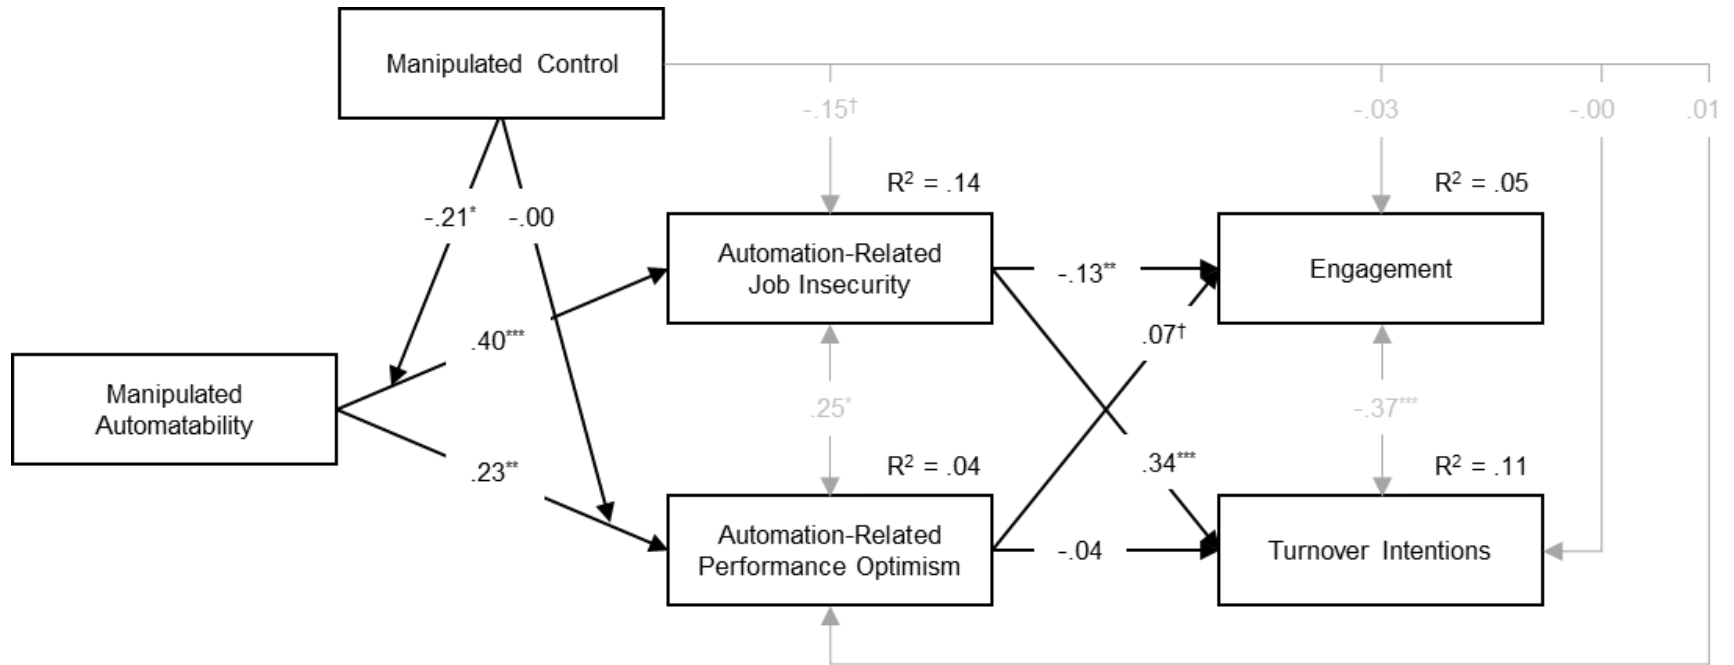 Manipulated Control
-.15†
-.03
-.00
.01
R² = .14
R² = .05
-.21*
-.00
Automation-Related
Job Insecurity
Engagement
-.13**
.40***
.07†
Manipulated
Automatability
.25*
-.37***
.23**
.34***
R² = .04
R² = .11
Automation-Related
Performance Optimism
-.04
Turnover Intentions